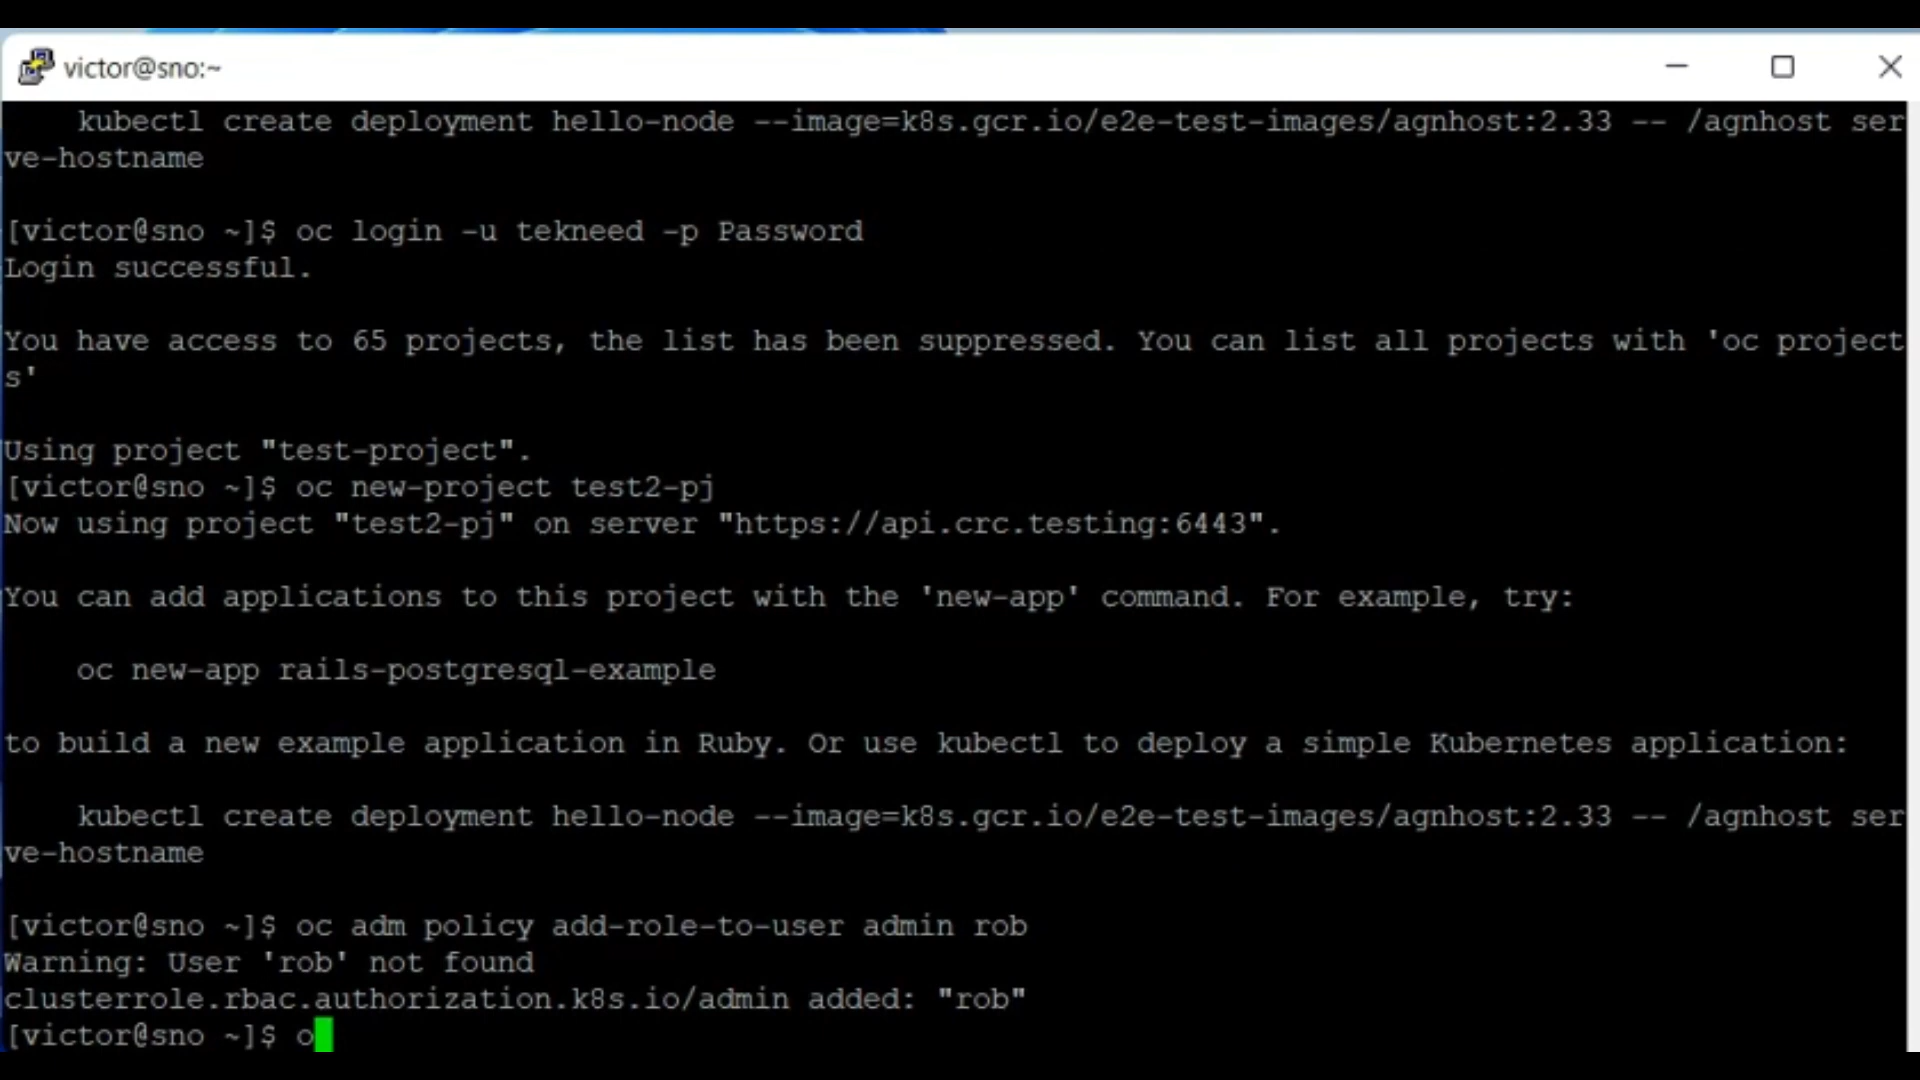 victor@sno:~
kubectl create deployment hello-node --image=k8s.gcr.io/e2e-test-images/agnhost:2.33 -- /agnhost ser
ve-hostname
[victor@sno ~]$ oc login -u tekneed -p Password
Login successful.
You have access to 65 projects, the list has been suppressed. You can list all projects with 'oc project
s'
Using project "test-project".
[victor@sno ~]$ oc new-project test2-pj
Now using project "test2-pj" on server "https://api.crc.testing:6443".
You can add applications to this project with the 'new-app' command. For example, try:
oc new-app rails-postgresql-example
to build a new example application in Ruby. Or use kubectl to deploy a simple Kubernetes application:
kubectl create deployment hello-node --image=k8s.gcr.io/e2e-test-images/agnhost:2.33 -- /agnhost ser
ve-hostname
[victor@sno ~]$ oc adm policy add-role-to-user admin rob
Warning: User 'rob' not found
clusterrole.rbac.authorization.k8s.io/admin added: "rob"
[victor@sno ~]$ o